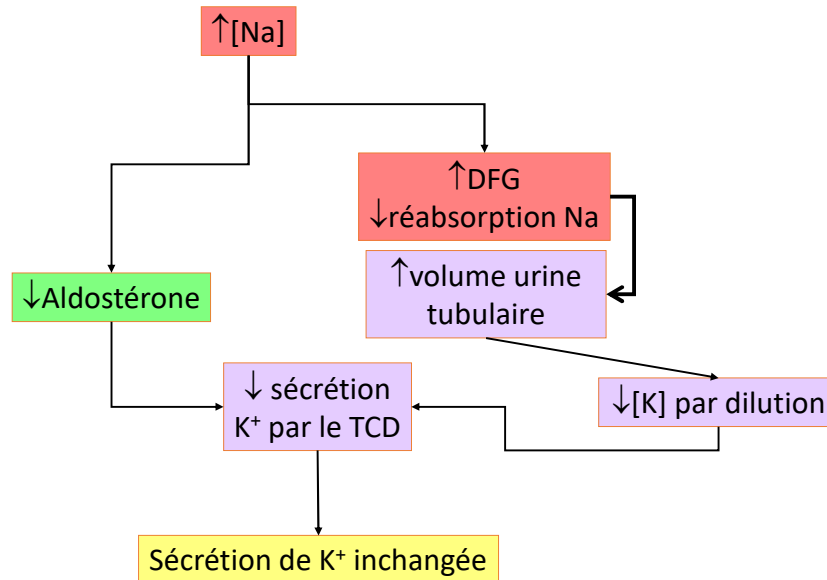 ↑[Na]
↑DFG
↓réabsorption Na
↑volume urine
tubulaire
↓Aldostérone
↓ sécrétion
K⁺ par le TCD
↓[K] par dilution
Sécrétion de K⁺ inchangée